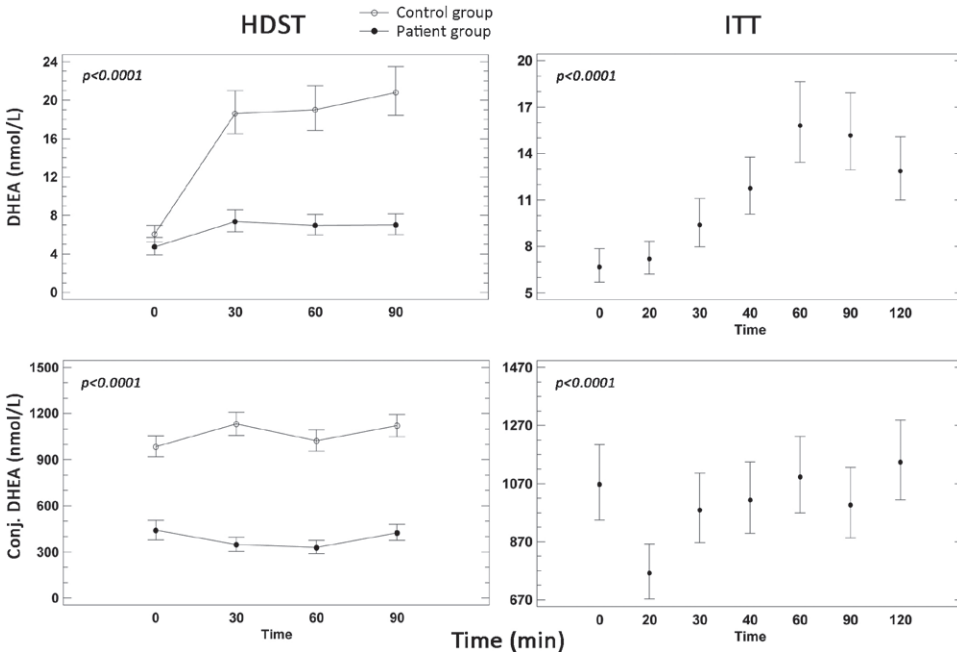 HDST
Control group
Patient group
ITT
p<0.0001
DHEA (nmol/L)
24
20
16
12
8
4
0
0 30 60 90
p<0.0001
20
17
14
11
8
5
0 20 30 40 60 90 120
Time
p<0.0001
Conj. DHEA (nmol/L)
1500
1200
900
600
300
0
0 30 60 90
Time
p<0.0001
1470
1270
1070
870
670
0 20 30 40 60 90 120
Time
Time (min)